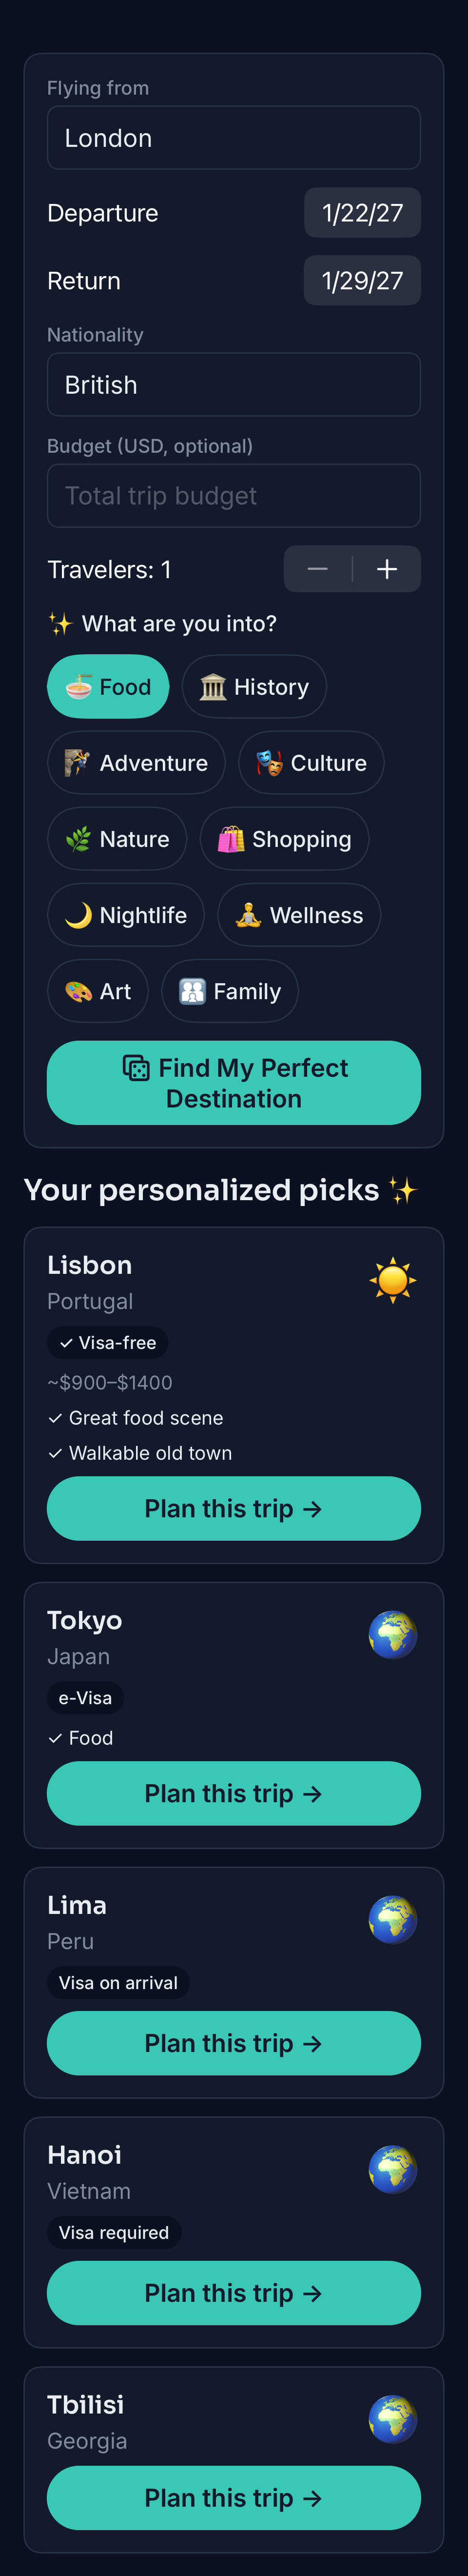 Flying from
London
Departure
1/22/27
Return
1/29/27
Nationality
British
Budget (USD, optional)
Total trip budget
Travelers: 1
✨ What are you into?
🍜 Food
🏛️ History
🧗 Adventure
🎭 Culture
🌿 Nature
🛍️ Shopping
🌙 Nightlife
🧘 Wellness
🎨 Art
👪 Family
Find My Perfect
Destination
Your personalized picks ✨
Lisbon
Portugal
✓ Visa-free
~$900–$1400
✓ Great food scene
✓ Walkable old town
Plan this trip →
Tokyo
Japan
e-Visa
✓ Food
Plan this trip →
Lima
Peru
Visa on arrival
Plan this trip →
Hanoi
Vietnam
Visa required
Plan this trip →
Tbilisi
Georgia
Plan this trip →